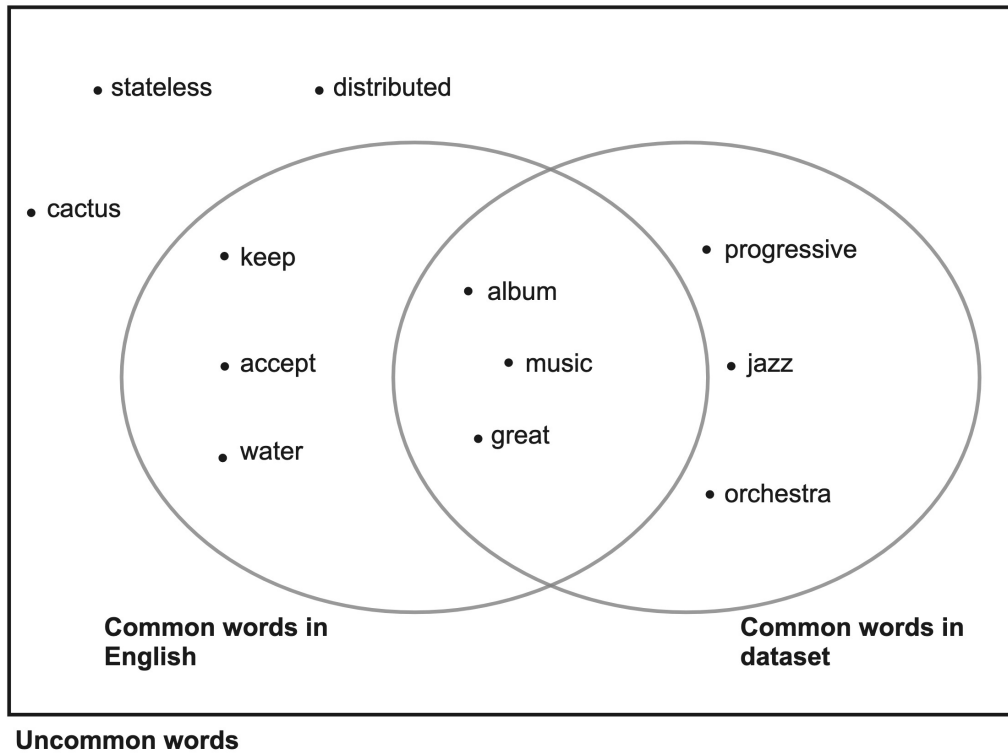 stateless
distributed
cactus
keep
accept
water
album
music
great
progressive
jazz
orchestra
Common words in
English
Common words in
dataset
Uncommon words